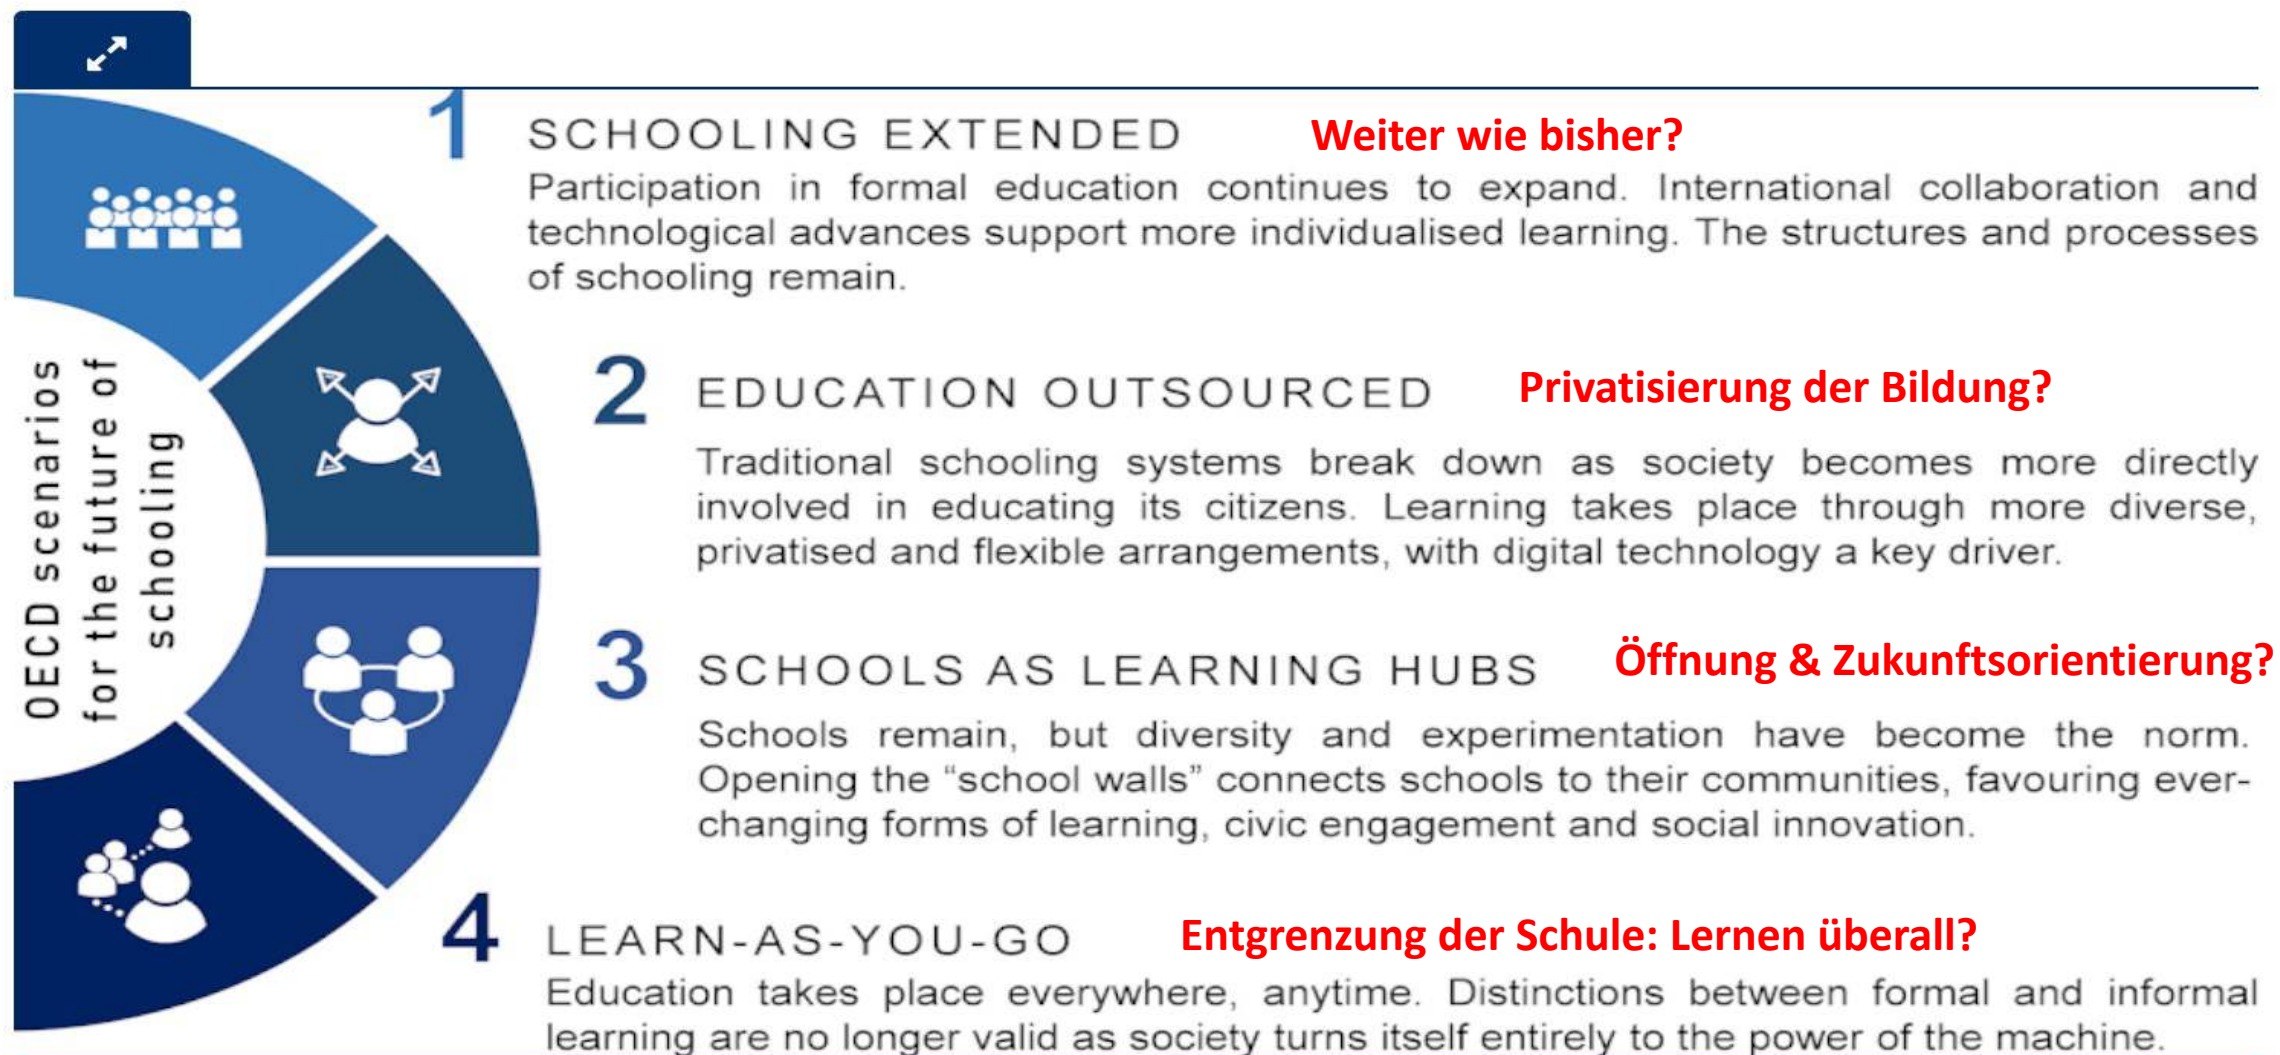 OECD scenarios
for the future of
schooling
1
SCHOOLING EXTENDED Weiter wie bisher?
Participation in formal education continues to expand. International collaboration and
technological advances support more individualised learning. The structures and processes
of schooling remain.
2
EDUCATION OUTSOURCED Privatisierung der Bildung?
Traditional schooling systems break down as society becomes more directly
involved in educating its citizens. Learning takes place through more diverse,
privatised and flexible arrangements, with digital technology a key driver.
3
SCHOOLS AS LEARNING HUBS Öffnung & Zukunftsorientierung?
Schools remain, but diversity and experimentation have become the norm.
Opening the “school walls” connects schools to their communities, favouring ever-
changing forms of learning, civic engagement and social innovation.
4
LEARN-AS-YOU-GO Entgrenzung der Schule: Lernen überall?
Education takes place everywhere, anytime. Distinctions between formal and informal
learning are no longer valid as society turns itself entirely to the power of the machine.